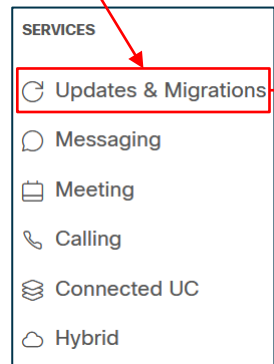 SERVICES
Updates & Migrations
Messaging
Meeting
Calling
Connected UC
Hybrid